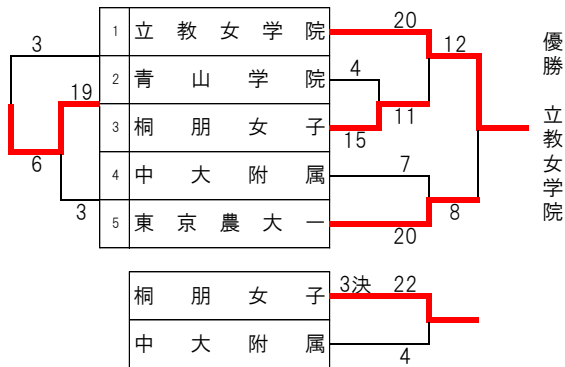 3
19
6
3
1 立教女学院
2 青山学院
3 桐朋女子
4 中大附属
5 東京農大一
20
12
4
15
11
7
20
8
優勝 立教女学院
桐朋女子
中大附属
3決 22
4